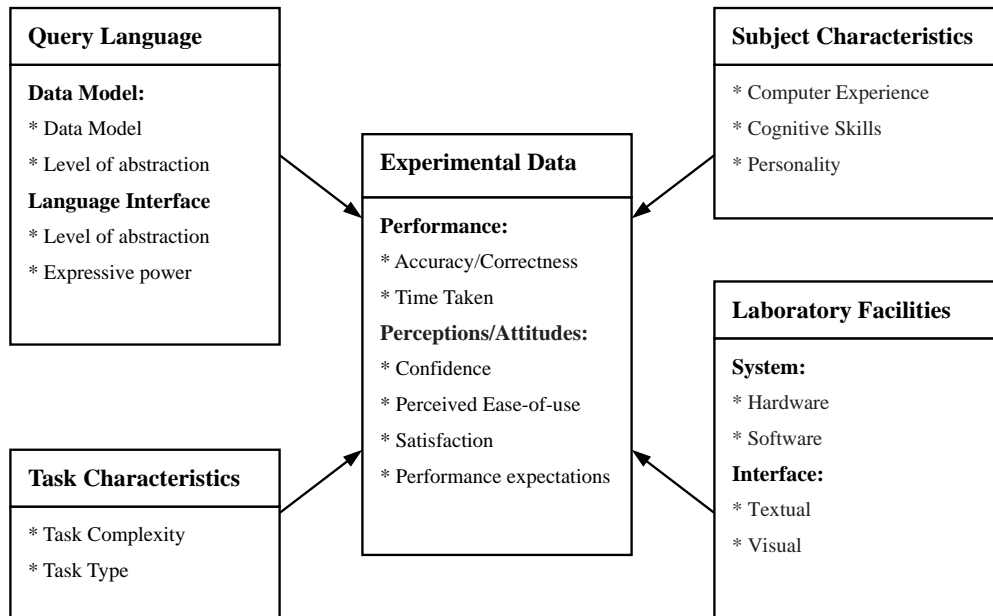 Query Language
Data Model:
* Data Model
* Level of abstraction
Language Interface
* Level of abstraction
* Expressive power
Task Characteristics
* Task Complexity
* Task Type
Experimental Data
Performance:
* Accuracy/Correctness
* Time Taken
Perceptions/Attitudes:
* Confidence
* Perceived Ease-of-use
* Satisfaction
* Performance expectations
Subject Characteristics
* Computer Experience
* Cognitive Skills
* Personality
Laboratory Facilities
System:
* Hardware
* Software
Interface:
* Textual
* Visual